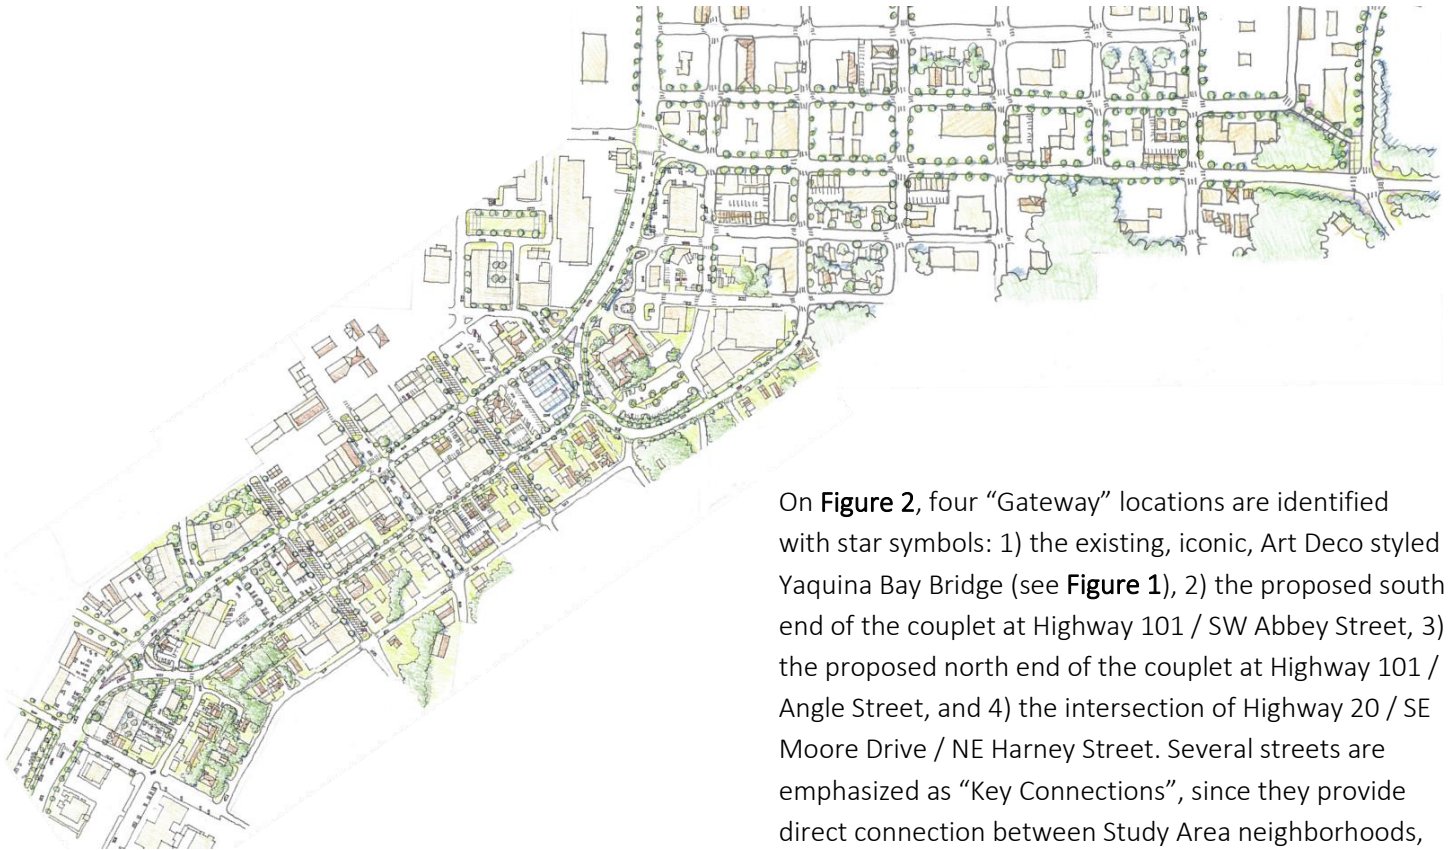 On Figure 2, four “Gateway” locations are identified
with star symbols: 1) the existing, iconic, Art Deco styled
Yaquina Bay Bridge (see Figure 1), 2) the proposed south
end of the couplet at Highway 101 / SW Abbey Street, 3)
the proposed north end of the couplet at Highway 101 /
Angle Street, and 4) the intersection of Highway 20 / SE
Moore Drive / NE Harney Street. Several streets are
emphasized as “Key Connections”, since they provide
direct connection between Study Area neighborhoods,